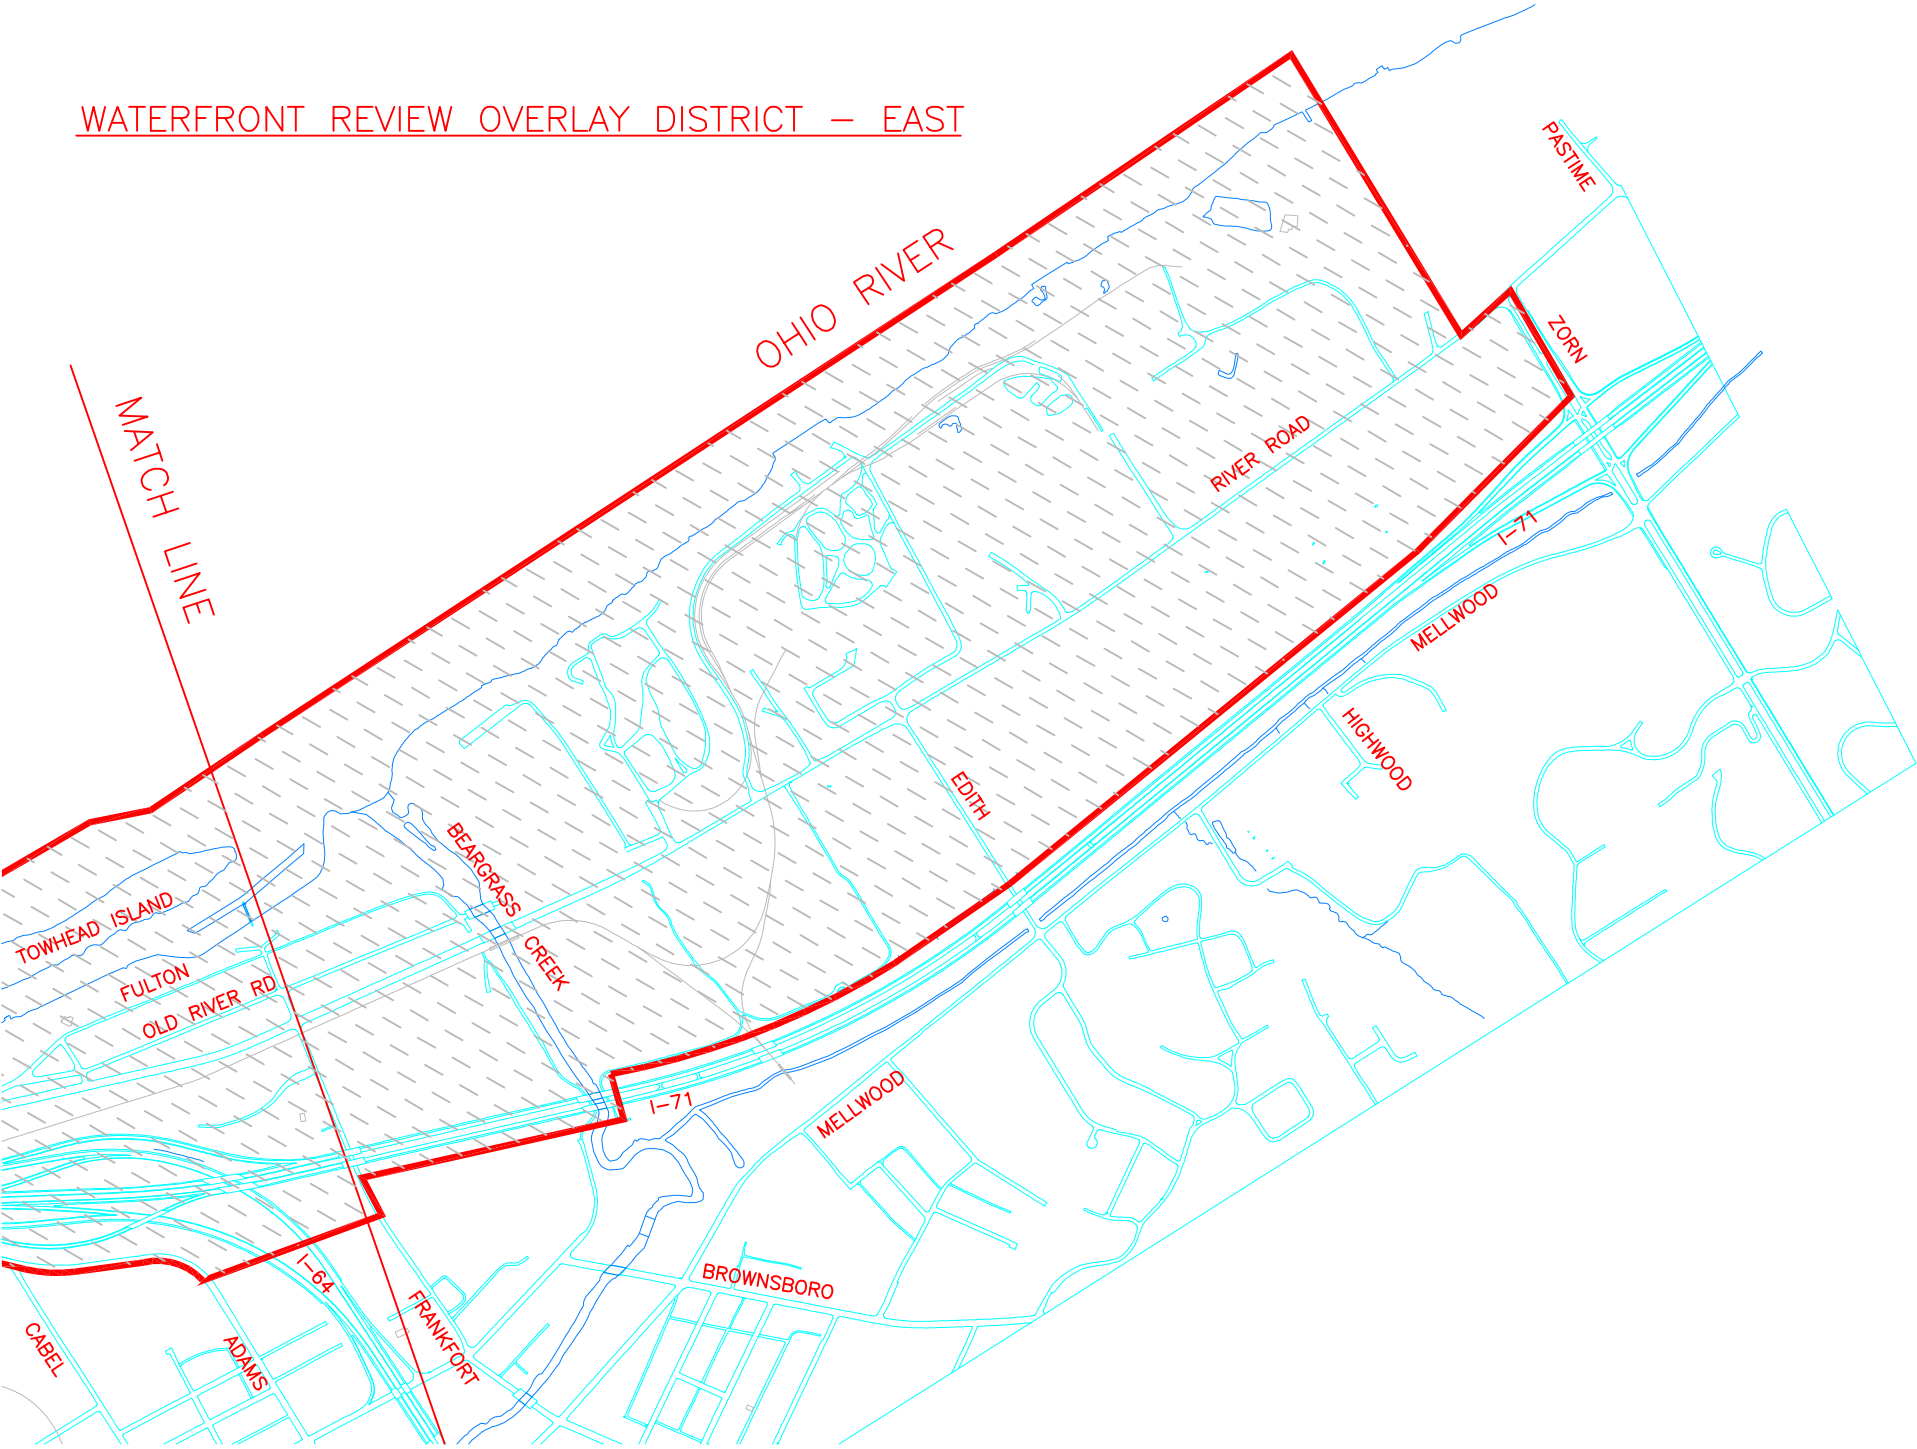 WATERFRONT REVIEW OVERLAY DISTRICT – EAST
PASTIME
OHIO RIVER
ZORN
MATCH LINE
RIVER ROAD
I–71
MELLWOOD
HIGHWOOD
EDITH
BEARGRASS
CREEK
TOWHEAD ISLAND
FULTON
OLD RIVER RD
I–71
MELLWOOD
I–64
BROWNSBORO
FRANKFORT
CABEL
ADAMS